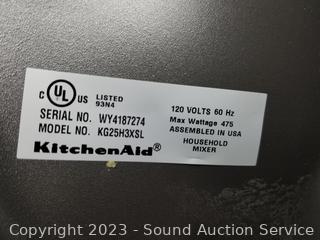 C UL US LISTED
93N4
SERIAL NO. WY4187274
MODEL NO. KG25H3XSL
KitchenAid®
120 VOLTS 60 Hz
Max Wattage 475
ASSEMBLED IN USA
HOUSEHOLD
MIXER
Copyright 2023 - Sound Auction Service